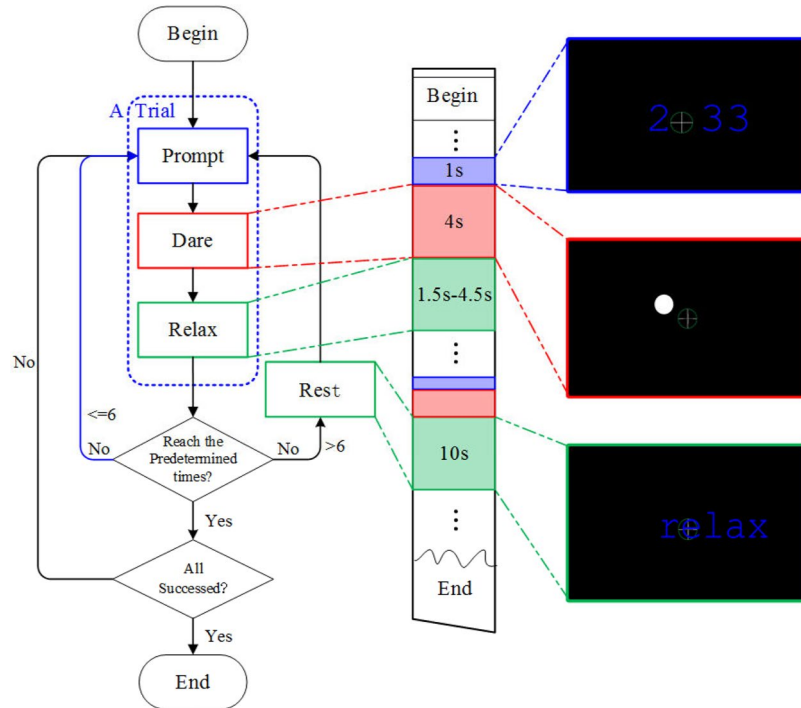 Begin
A Trial
Prompt
Dare
Relax
No
<=6
No
Reach the
Predetermined
times?
No
>6
Rest
Yes
All
Successed?
Yes
End
Begin
⋮
1s
4s
1.5s-4.5s
⋮
10s
⋮
End
2 33
relax